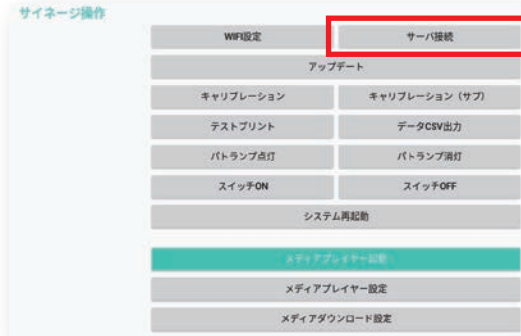 サイネージ操作
WIFI設定 サーバ接続
アップデート
キャリブレーション キャリブレーション（サブ）
テストプリント データCSV出力
パトランプ点灯 パトランプ消灯
スイッチON スイッチOFF
システム再起動
メディアプレイヤー起動
メディアプレイヤー設定
メディアダウンロード設定